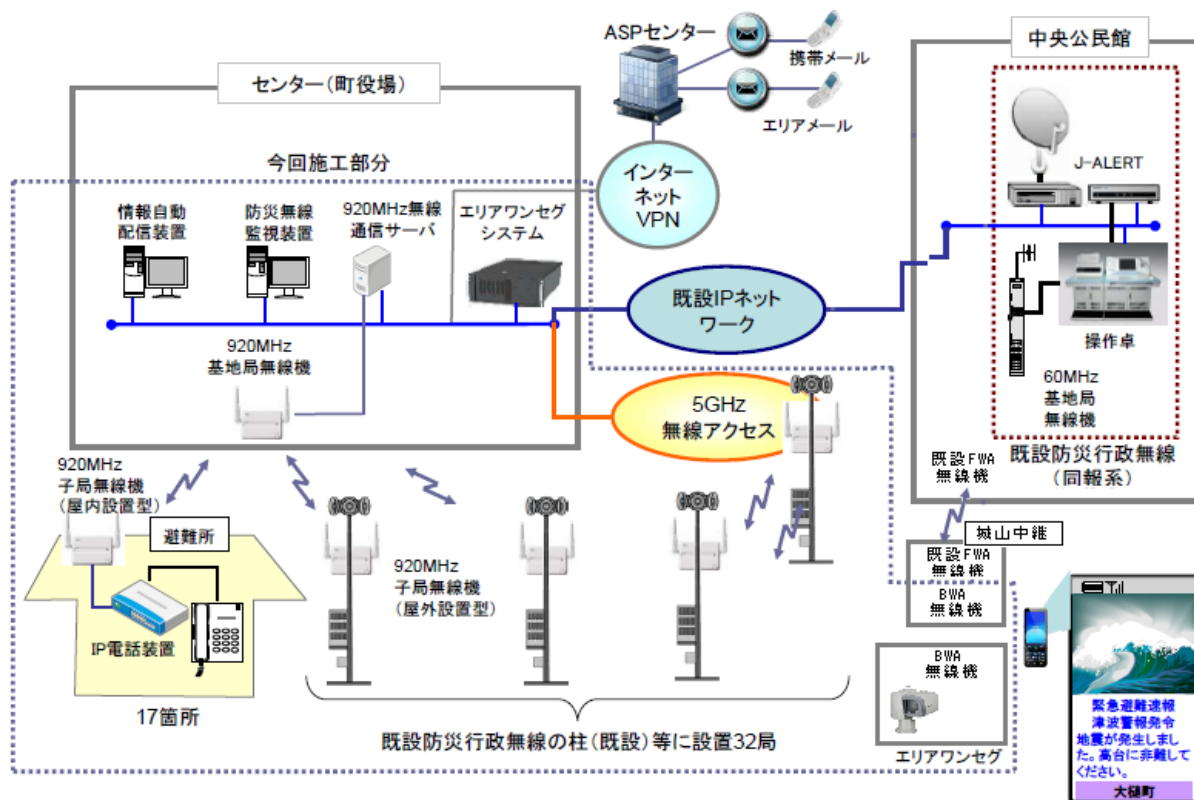 ASPセンター
携帯メール
エリアメール
中央公民館
センター(町役場)
今回施工部分
インター
ネット
VPN
J-ALERT
情報自動
配信装置
防災無線
監視装置
920MHz無線
通信サーバ
エリアワンセグ
システム
既設IPネット
ワーク
操作卓
60MHz
基地局
無線機
920MHz
基地局無線機
5GHz
無線アクセス
既設防災行政無線
(同報系)
既設FWA
無線機
920MHz
子局無線機
(屋内設置型)
避難所
城山中継
既設FWA
無線機
BWA
無線機
920MHz
子局無線機
(屋外設置型)
IP電話装置
17箇所
BWA
無線機
エリアワンセグ
既設防災行政無線の柱(既設)等に設置32局
緊急避難速報
津波警報発令
地震が発生しまし
た。高台に非難して
ください。
大槌町